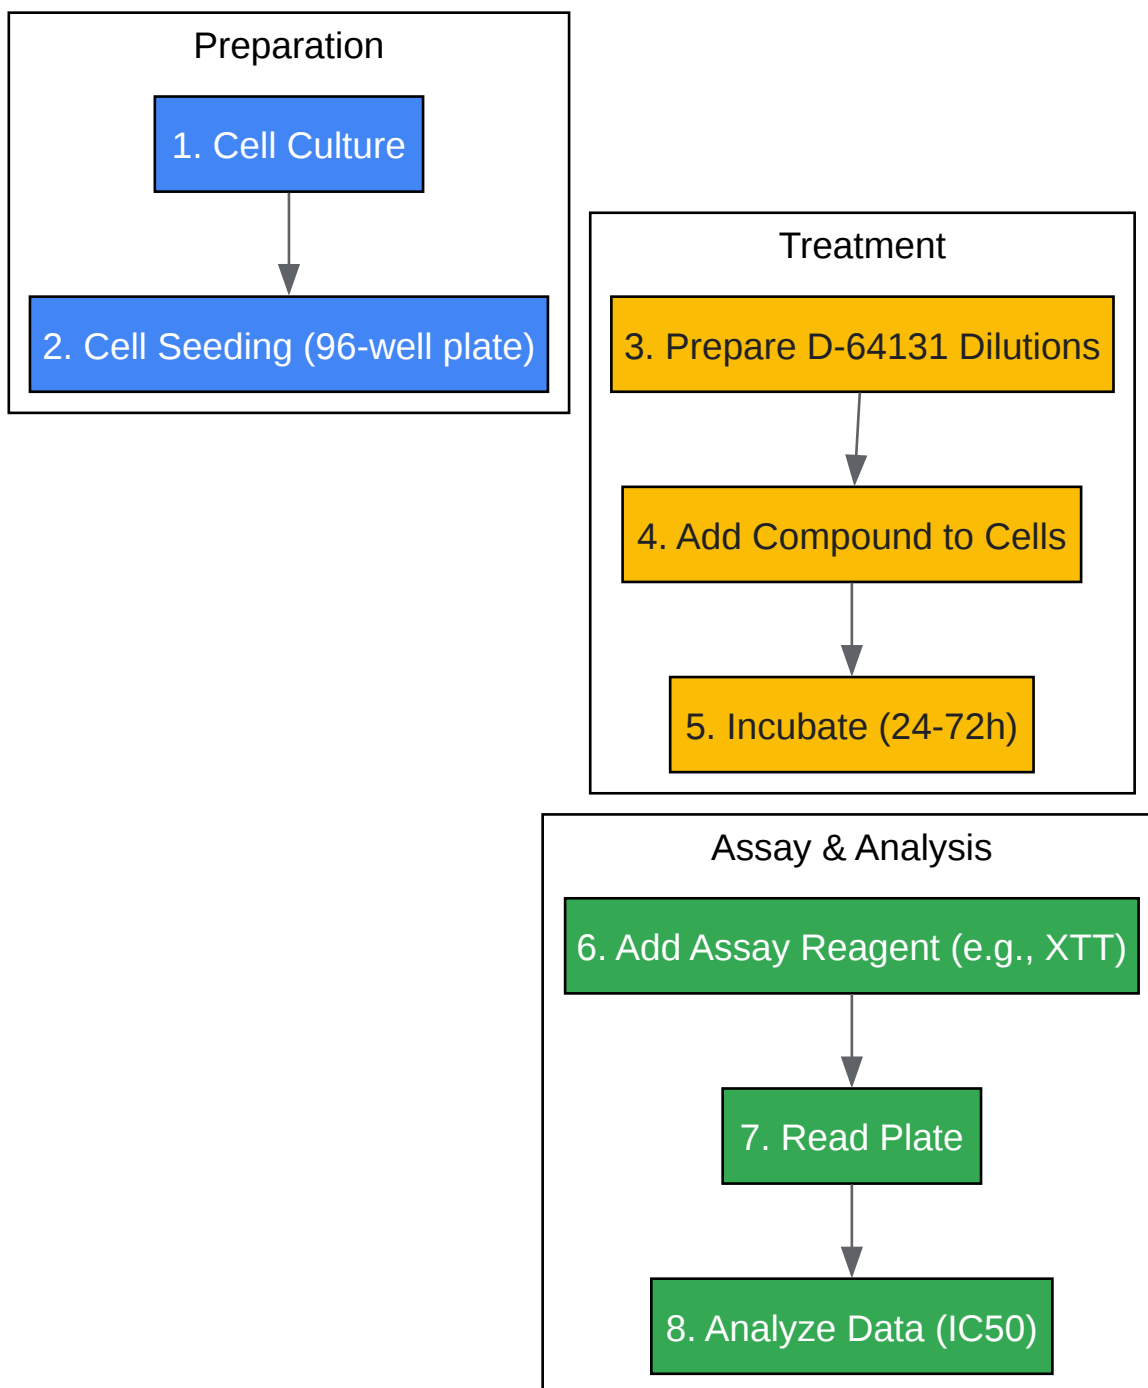 Preparation
1. Cell Culture
2. Cell Seeding (96-well plate)
Treatment
3. Prepare D-64131 Dilutions
4. Add Compound to Cells
5. Incubate (24-72h)
Assay & Analysis
6. Add Assay Reagent (e.g., XTT)
7. Read Plate
8. Analyze Data (IC50)